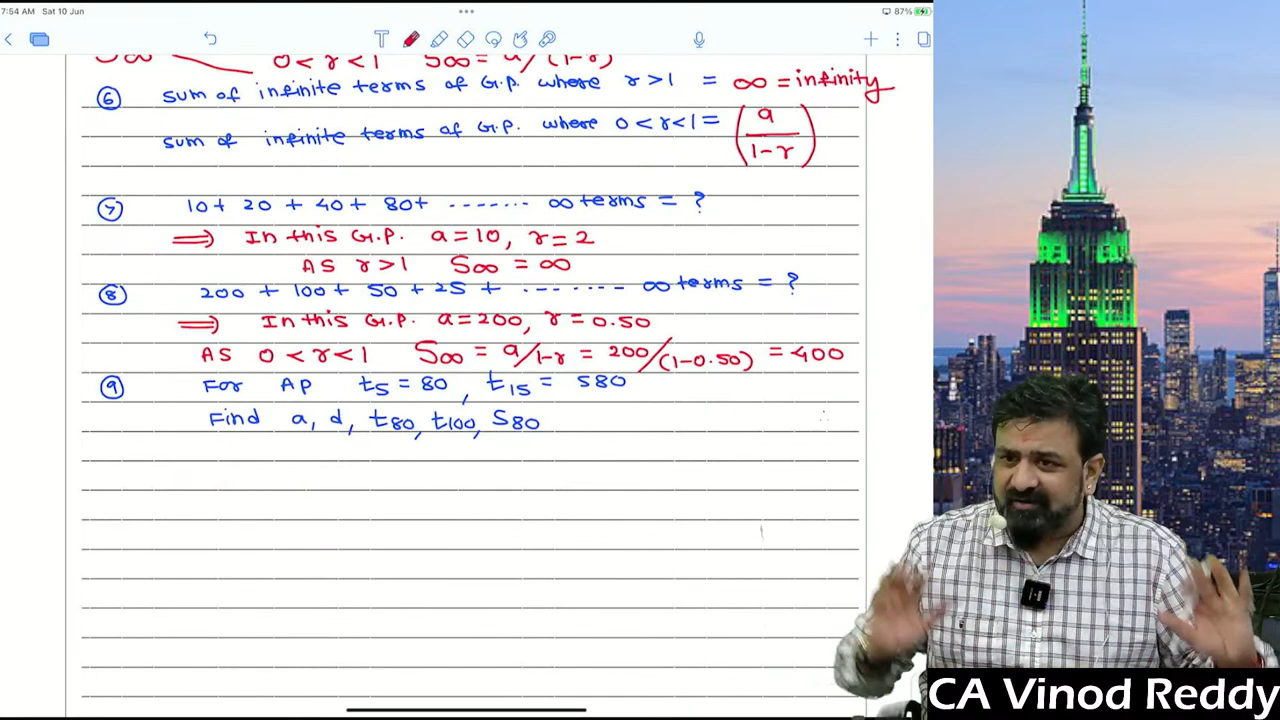 7:54 AM Sat 10 Jun
87%
S∞ 0 < r < 1 S∞ = a / (1-r)
⑥ sum of infinite terms of G.P. where r > 1 = ∞ = infinity
sum of infinite terms of G.P. where 0 < r < 1 = (a / 1-r)
⑦ 10 + 20 + 40 + 80 + ....... ∞ terms = ?
⟹ In this G.P. a = 10, r = 2
AS r > 1 S∞ = ∞
⑧ 200 + 100 + 50 + 25 + ........ ∞ terms = ?
⟹ In this G.P. a = 200, r = 0.50
AS 0 < r < 1 S∞ = a/1-r = 200/(1-0.50) = 400
⑨ For AP t5 = 80, t15 = 580
Find a, d, t80, t100, S80
CA Vinod Reddy